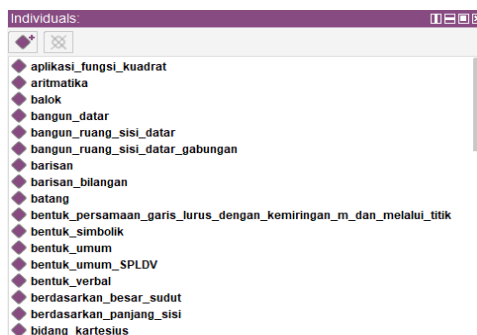 Individuals:
aplikasi_fungsi_kuadrat
aritmatika
balok
bangun_datar
bangun_ruang_sisi_datar
bangun_ruang_sisi_datar_gabungan
barisan
barisan_bilangan
batang
bentuk_persamaan_garis_lurus_dengan_kemiringan_m_dan_melalui_titik
bentuk_simbolik
bentuk_umum
bentuk_umum_SPLDV
bentuk_verbal
berdasarkan_besar_sudut
berdasarkan_panjang_sisi
bidang_kartesius